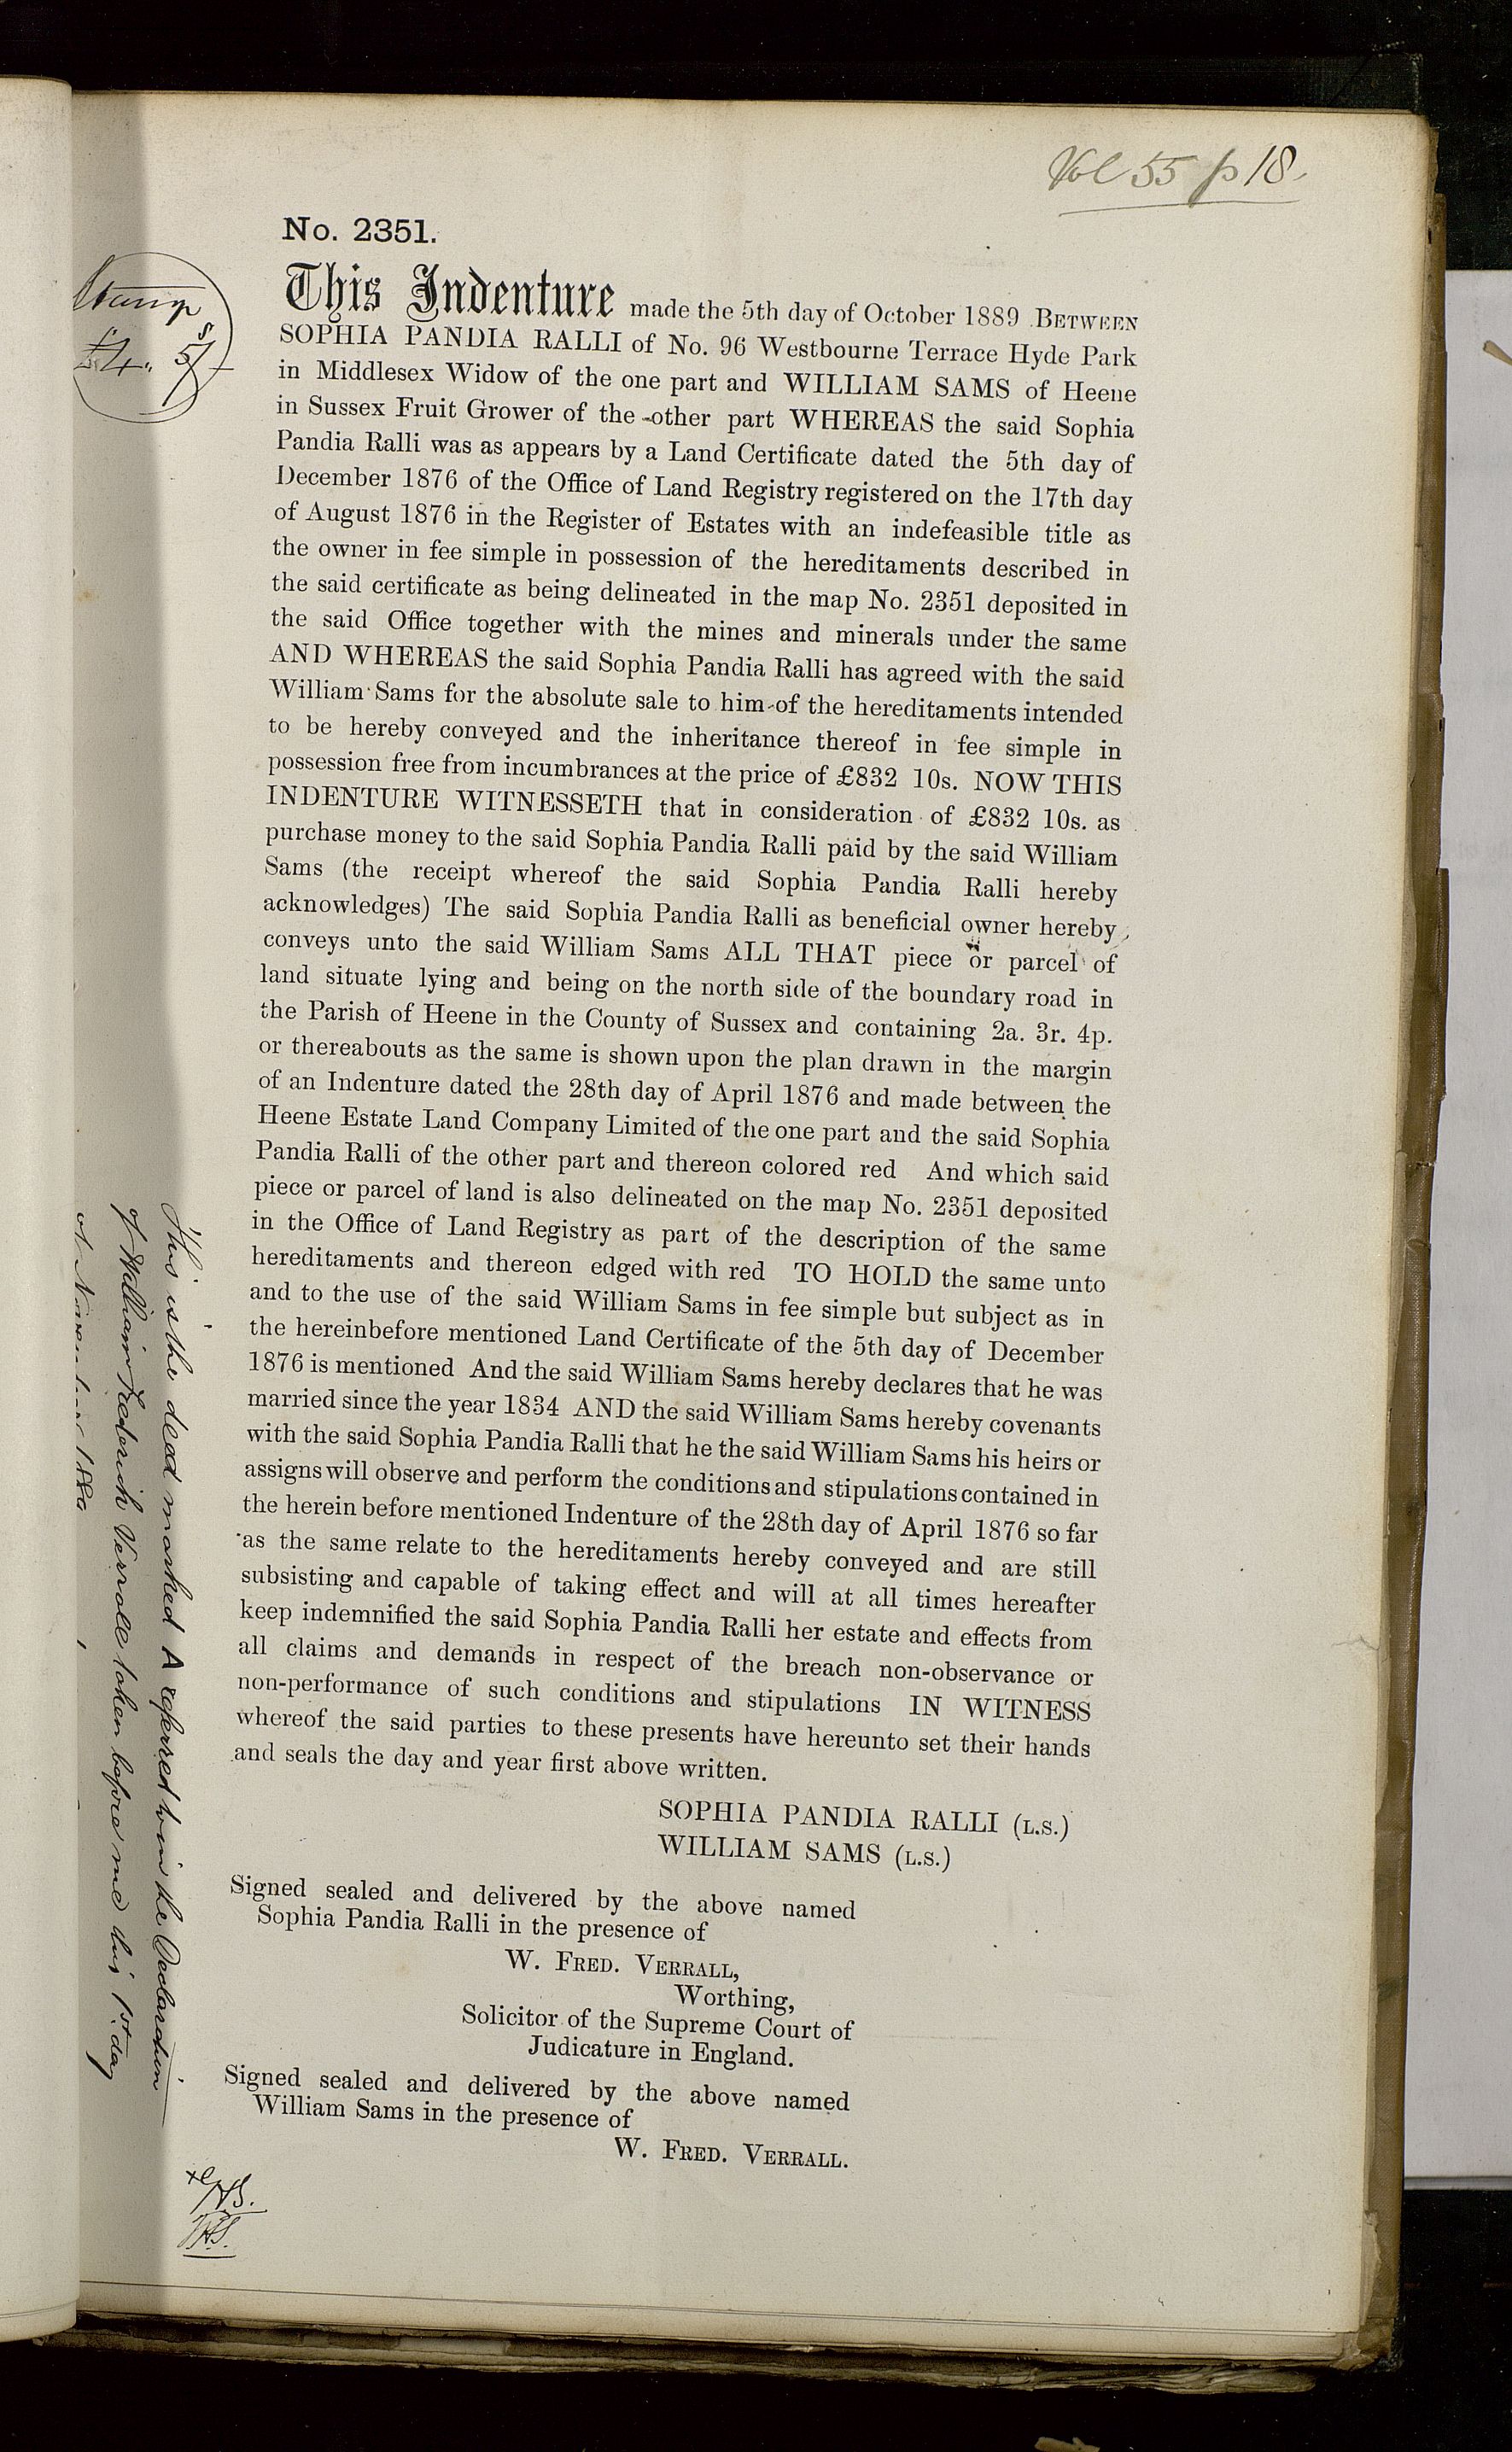 Vol 55 p 18.
No. 2351.
Stamp
£4. 5s/
This Indenture made the 5th day of October 1889 BETWEEN
SOPHIA PANDIA RALLI of No. 96 Westbourne Terrace Hyde Park
in Middlesex Widow of the one part and WILLIAM SAMS of Heene
in Sussex Fruit Grower of the other part WHEREAS the said Sophia
Pandia Ralli was as appears by a Land Certificate dated the 5th day of
December 1876 of the Office of Land Registry registered on the 17th day
of August 1876 in the Register of Estates with an indefeasible title as
the owner in fee simple in possession of the hereditaments described in
the said certificate as being delineated in the map No. 2351 deposited in
the said Office together with the mines and minerals under the same
AND WHEREAS the said Sophia Pandia Ralli has agreed with the said
William Sams for the absolute sale to him of the hereditaments intended
to be hereby conveyed and the inheritance thereof in fee simple in
possession free from incumbrances at the price of £832 10s. NOW THIS
INDENTURE WITNESSETH that in consideration of £832 10s. as
purchase money to the said Sophia Pandia Ralli paid by the said William
Sams (the receipt whereof the said Sophia Pandia Ralli hereby
acknowledges) The said Sophia Pandia Ralli as beneficial owner hereby
conveys unto the said William Sams ALL THAT piece or parcel of
land situate lying and being on the north side of the boundary road in
the Parish of Heene in the County of Sussex and containing 2a. 3r. 4p.
or thereabouts as the same is shown upon the plan drawn in the margin
of an Indenture dated the 28th day of April 1876 and made between the
Heene Estate Land Company Limited of the one part and the said Sophia
Pandia Ralli of the other part and thereon colored red And which said
piece or parcel of land is also delineated on the map No. 2351 deposited
in the Office of Land Registry as part of the description of the same
hereditaments and thereon edged with red TO HOLD the same unto
and to the use of the said William Sams in fee simple but subject as in
the hereinbefore mentioned Land Certificate of the 5th day of December
1876 is mentioned And the said William Sams hereby declares that he was
married since the year 1834 AND the said William Sams hereby covenants
with the said Sophia Pandia Ralli that he the said William Sams his heirs or
assigns will observe and perform the conditions and stipulations contained in
the herein before mentioned Indenture of the 28th day of April 1876 so far
as the same relate to the hereditaments hereby conveyed and are still
subsisting and capable of taking effect and will at all times hereafter
keep indemnified the said Sophia Pandia Ralli her estate and effects from
all claims and demands in respect of the breach non-observance or
non-performance of such conditions and stipulations IN WITNESS
whereof the said parties to these presents have hereunto set their hands
and seals the day and year first above written.
SOPHIA PANDIA RALLI (L.S.)
WILLIAM SAMS (L.S.)
Signed sealed and delivered by the above named
Sophia Pandia Ralli in the presence of
W. FRED. VERRALL,
Worthing,
Solicitor of the Supreme Court of
Judicature in England.
Signed sealed and delivered by the above named
William Sams in the presence of
W. FRED. VERRALL.
This is the deed marked A referred to in the Declaration
of William Frederick Verrall taken before me this 1st day
of November 188